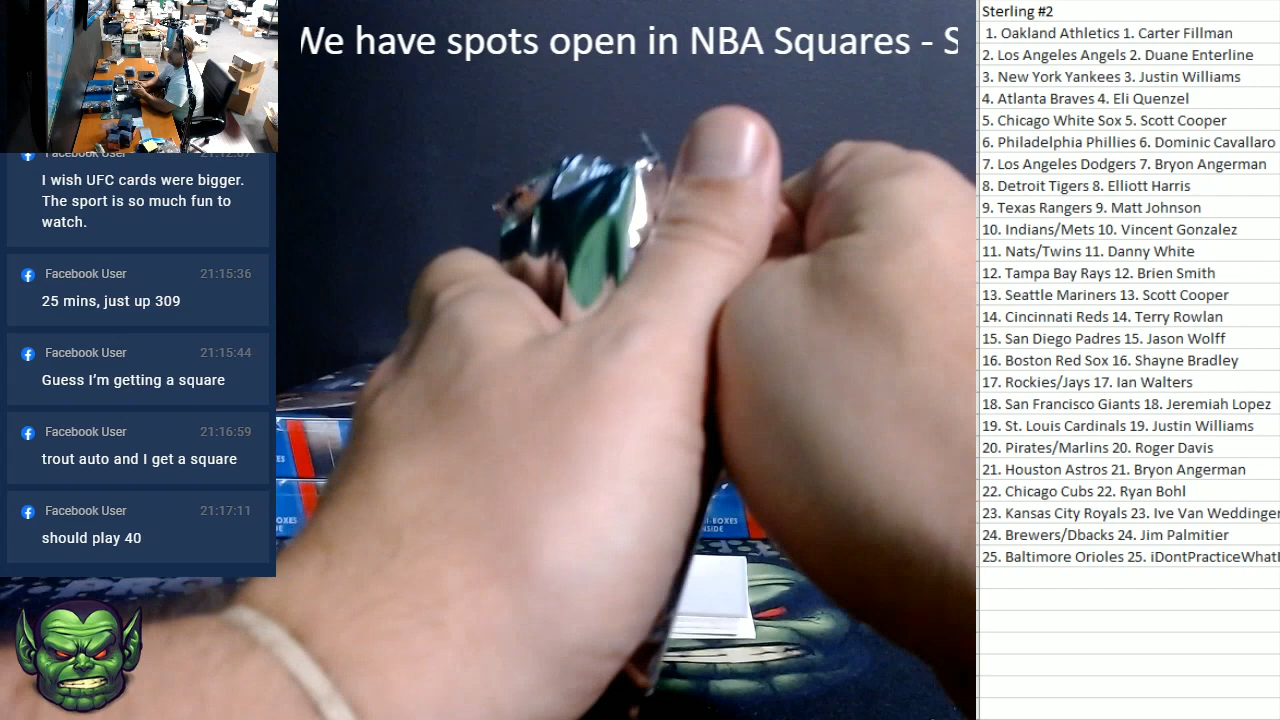 We have spots open in NBA Squares - S
Facebook User 21:12:07
I wish UFC cards were bigger.
The sport is so much fun to
watch.
Facebook User 21:15:36
25 mins, just up 309
Facebook User 21:15:44
Guess I'm getting a square
Facebook User 21:16:59
trout auto and I get a square
Facebook User 21:17:11
should play 40
Sterling #2
1. Oakland Athletics 1. Carter Fillman
2. Los Angeles Angels 2. Duane Enterline
3. New York Yankees 3. Justin Williams
4. Atlanta Braves 4. Eli Quenzel
5. Chicago White Sox 5. Scott Cooper
6. Philadelphia Phillies 6. Dominic Cavallaro
7. Los Angeles Dodgers 7. Bryon Angerman
8. Detroit Tigers 8. Elliott Harris
9. Texas Rangers 9. Matt Johnson
10. Indians/Mets 10. Vincent Gonzalez
11. Nats/Twins 11. Danny White
12. Tampa Bay Rays 12. Brien Smith
13. Seattle Mariners 13. Scott Cooper
14. Cincinnati Reds 14. Terry Rowlan
15. San Diego Padres 15. Jason Wolff
16. Boston Red Sox 16. Shayne Bradley
17. Rockies/Jays 17. Ian Walters
18. San Francisco Giants 18. Jeremiah Lopez
19. St. Louis Cardinals 19. Justin Williams
20. Pirates/Marlins 20. Roger Davis
21. Houston Astros 21. Bryon Angerman
22. Chicago Cubs 22. Ryan Bohl
23. Kansas City Royals 23. Ive Van Weddinger
24. Brewers/Dbacks 24. Jim Palmitier
25. Baltimore Orioles 25. iDontPracticeWhat